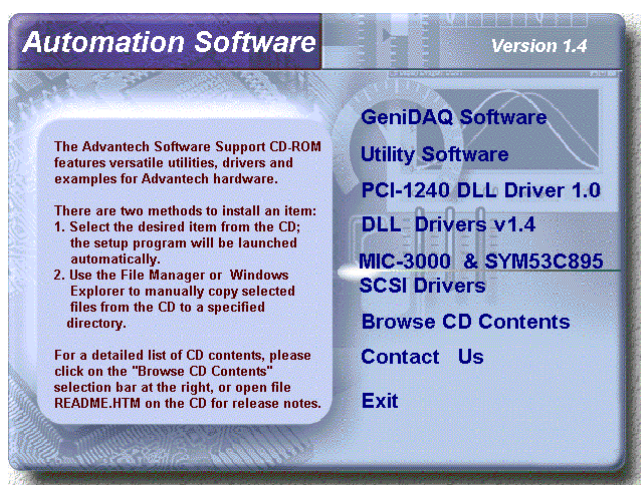 Automation Software
Version 1.4
The Advantech Software Support CD-ROM
features versatile utilities, drivers and
examples for Advantech hardware.
There are two methods to install an item:
1. Select the desired item from the CD;
the setup program will be launched
automatically.
2. Use the File Manager or Windows
Explorer to manually copy selected
files from the CD to a specified
directory.
For a detailed list of CD contents, please
click on the "Browse CD Contents"
selection bar at the right, or open file
README.HTM on the CD for release notes.
GeniDAQ Software
Utility Software
PCI-1240 DLL Driver 1.0
DLL Drivers v1.4
MIC-3000 & SYM53C895
SCSI Drivers
Browse CD Contents
Contact Us
Exit